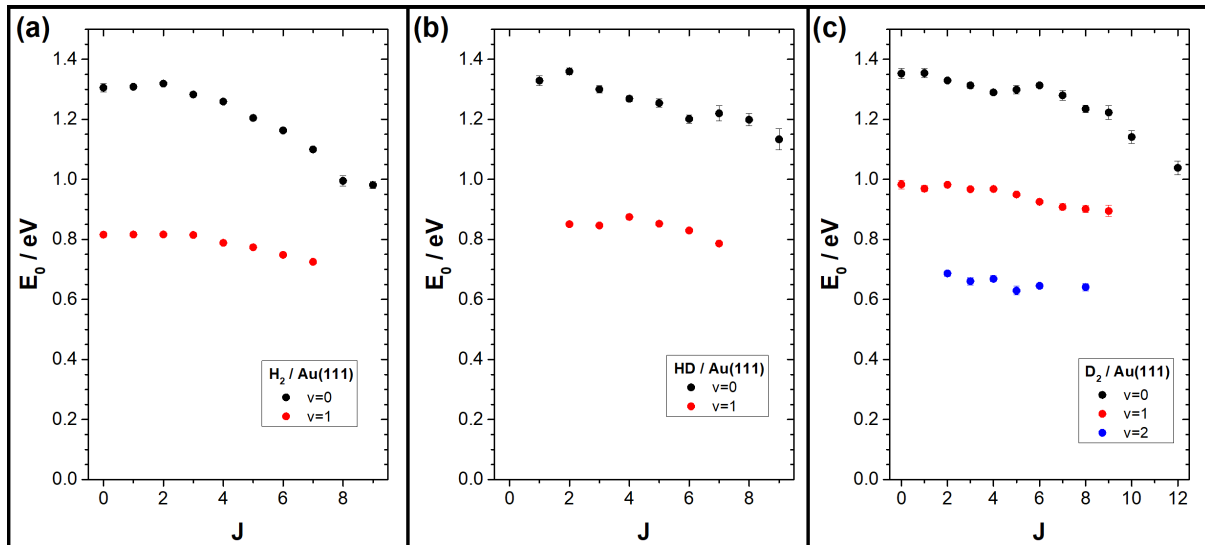 (a)
1.4
1.2
1.0
0.8
0.6
0.4
0.2
0.0
E₀ / eV
0 2 4 6 8
J
H₂ / Au(111)
v=0
v=1
(b)
1.4
1.2
1.0
0.8
0.6
0.4
0.2
0.0
E₀ / eV
0 2 4 6 8
J
HD / Au(111)
v=0
v=1
(c)
1.4
1.2
1.0
0.8
0.6
0.4
0.2
0.0
E₀ / eV
0 2 4 6 8 10 12
J
D₂ / Au(111)
v=0
v=1
v=2